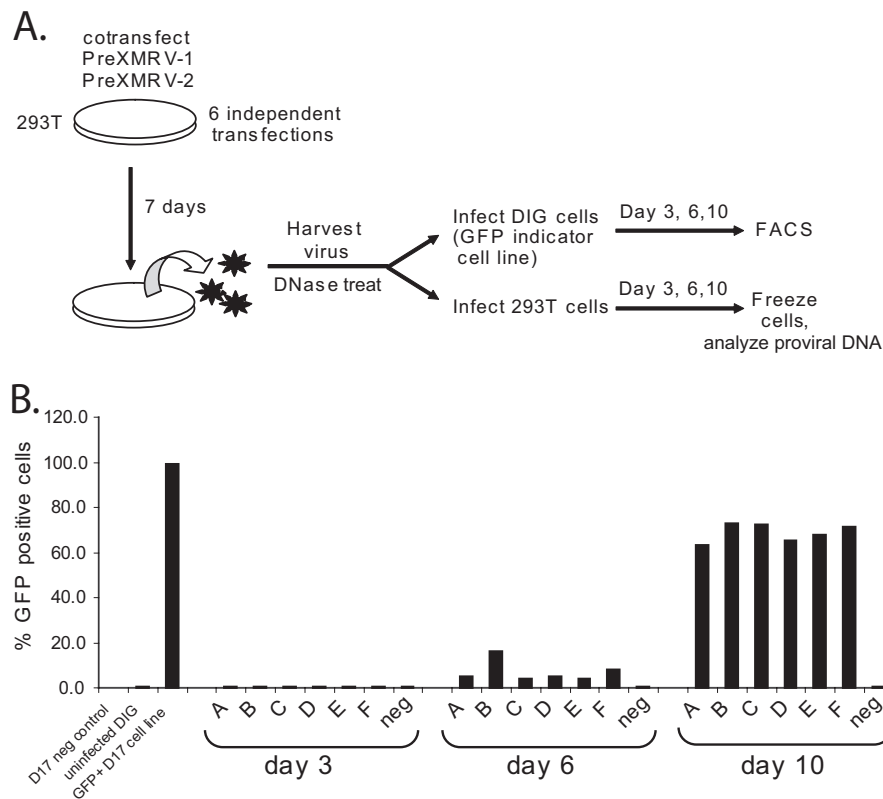 A.
cotransfect
PreXMRV-1
PreXMRV-2
293T
6 independent
transfections
7 days
Harvest
virus
DNase treat
Infect DIG cells
(GFP indicator
cell line)
Day 3, 6,10
FACS
Infect 293T cells
Day 3, 6,10
Freeze
cells,
analyze proviral DNA
B.
% GFP positive cells
120.0
100.0
80.0
60.0
40.0
20.0
0.0
D17 neg control
uninfected DIG
GFP+ D17 cell line
A B C D E F neg
A B C D E F neg
A B C D E F neg
day 3
day 6
day 10